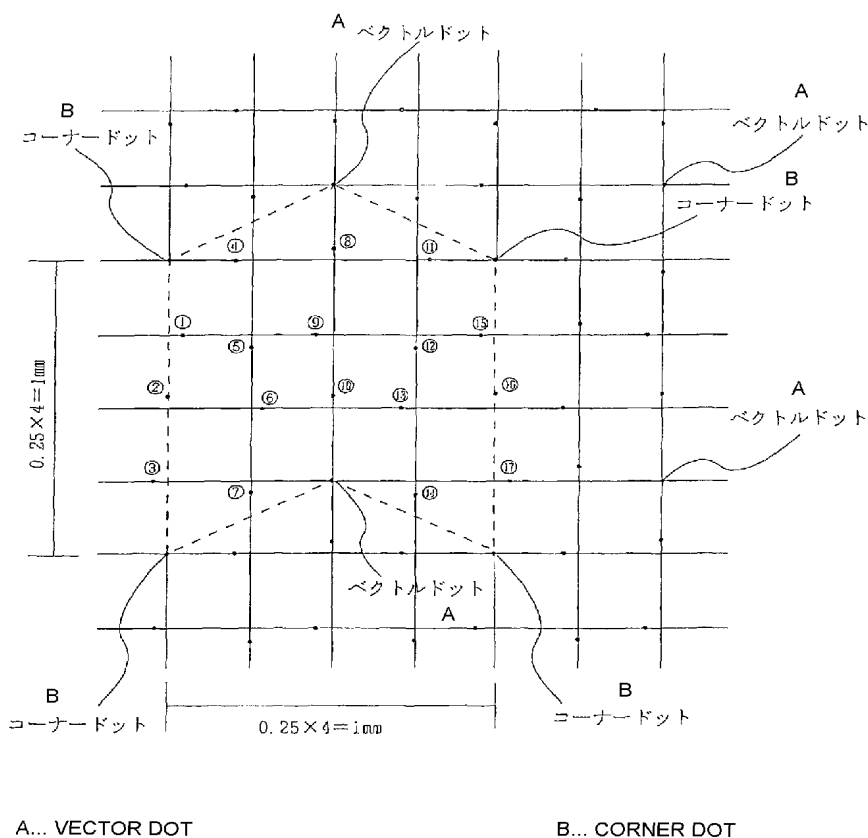 A
ベクトルドット
B
コーナードット
A
ベクトルドット
B
コーナードット
④
⑧
⑪
①
⑨
⑮
⑤
⑫
②
⑩
⑯
⑥
⑬
0.25×4=1mm
A
ベクトルドット
③
⑰
⑦
⑭
ベクトルドット
A
B
コーナードット
0.25×4=1mm
B
コーナードット
A... VECTOR DOT
B... CORNER DOT